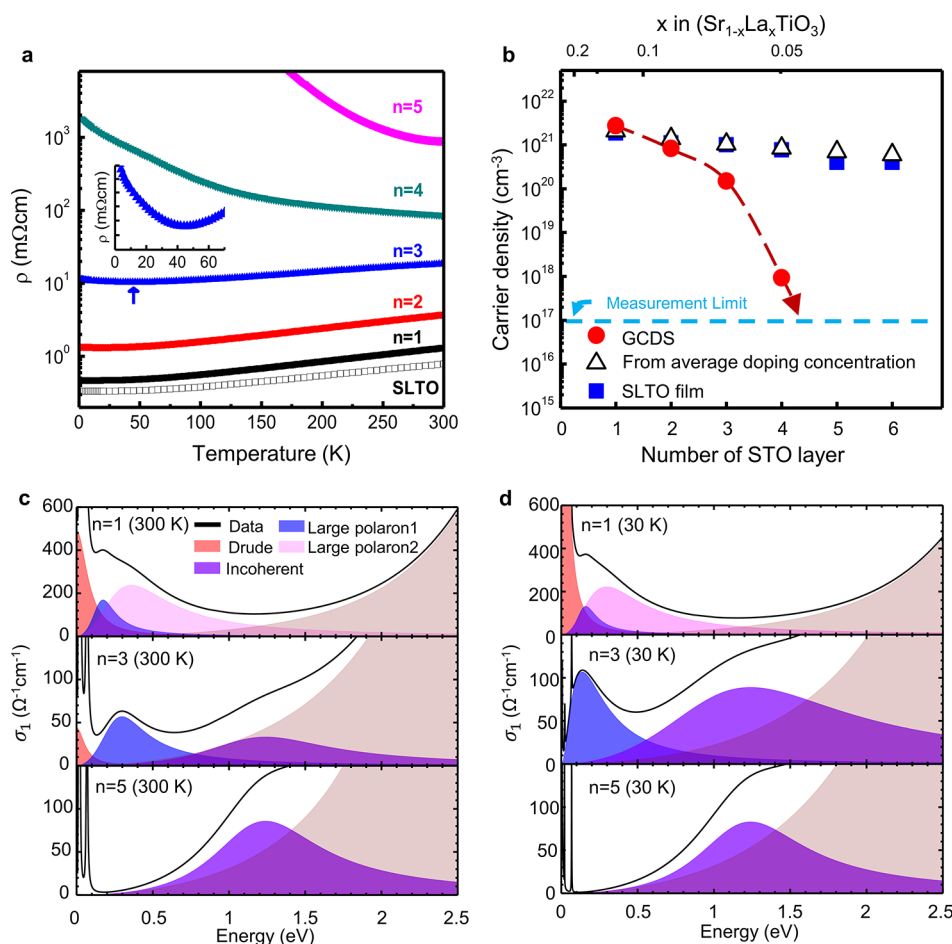 a
n=5
10³
n=4
10²
ρ (mΩcm)
ρ (mΩcm)
0 20 40 60
n=3
10¹
n=2
n=1
10⁰
SLTO
0 50 100 150 200 250 300
Temperature (K)
b
x in (Sr₁₋ₓLaₓTiO₃)
0.2 0.1 0.05
10²²
10²¹
10²⁰
10¹⁹
10¹⁸
10¹⁷
10¹⁶
10¹⁵
Carrier density (cm⁻³)
Measurement Limit
GCDS
From average doping concentration
SLTO film
0 1 2 3 4 5 6
Number of STO layer
c
600
400
200
0
n=1 (300 K)
Data
Drude
Incoherent
Large polaron1
Large polaron2
n=3 (300 K)
100
50
0
σ₁ (Ω⁻¹cm⁻¹)
n=5 (300 K)
100
50
0
0 0.5 1.0 1.5 2.0 2.5
Energy (eV)
d
600
400
200
0
n=1 (30 K)
n=3 (30 K)
100
50
0
σ₁ (Ω⁻¹cm⁻¹)
n=5 (30 K)
100
50
0
0 0.5 1.0 1.5 2.0 2.5
Energy (eV)